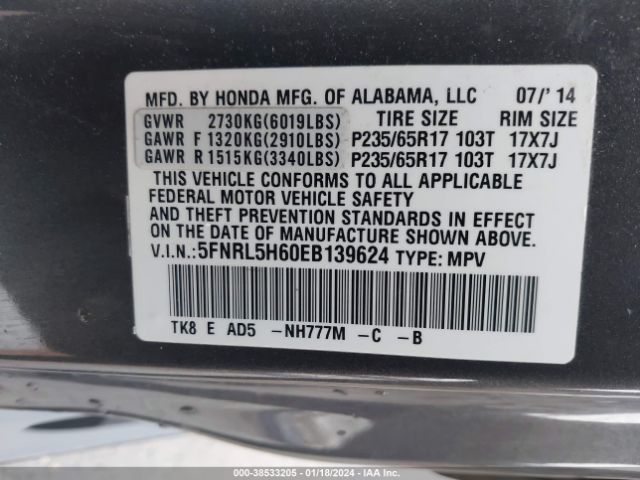 MFD. BY HONDA MFG. OF ALABAMA, LLC 07/' 14
GVWR 2730KG(6019LBS) TIRE SIZE RIM SIZE
GAWR F 1320KG(2910LBS) P235/65R17 103T 17X7J
GAWR R 1515KG(3340LBS) P235/65R17 103T 17X7J
THIS VEHICLE CONFORMS TO ALL APPLICABLE
FEDERAL MOTOR VEHICLE SAFETY
AND THEFT PREVENTION STANDARDS IN EFFECT
ON THE DATE OF MANUFACTURE SHOWN ABOVE.
V.I.N.:5FNRL5H60EB139624 TYPE: MPV
TK8 E AD5 -NH777M -C -B
000-38533205 - 01/18/2024 - IAA Inc.